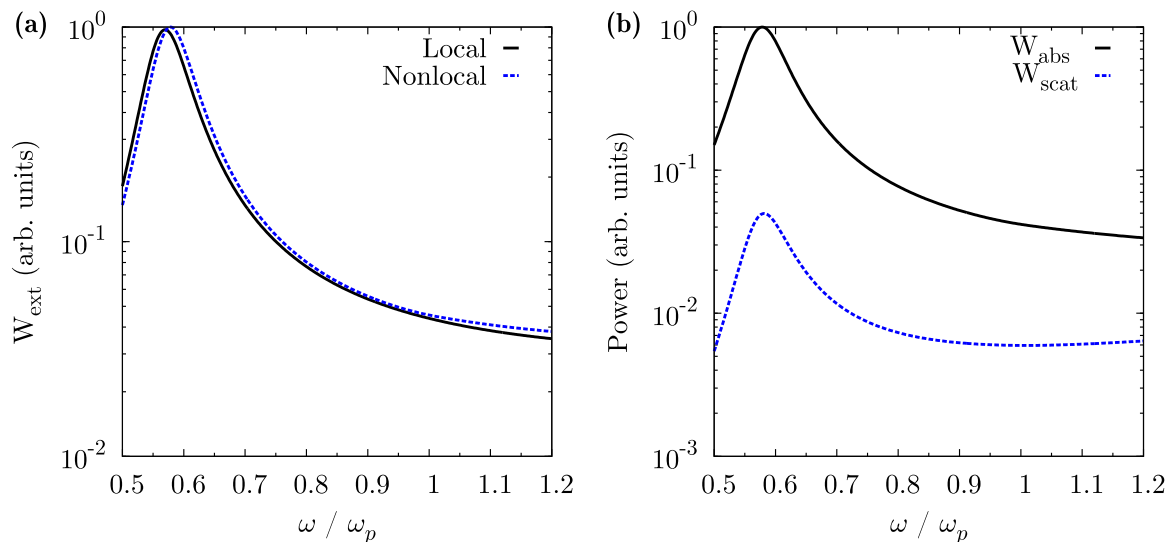 (a)
10^0
10^-1
10^-2
W_ext (arb. units)
Local
Nonlocal
0.5 0.6 0.7 0.8 0.9 1 1.1 1.2
ω / ω_p
(b)
10^0
10^-1
10^-2
10^-3
Power (arb. units)
W_abs
W_scat
0.5 0.6 0.7 0.8 0.9 1 1.1 1.2
ω / ω_p